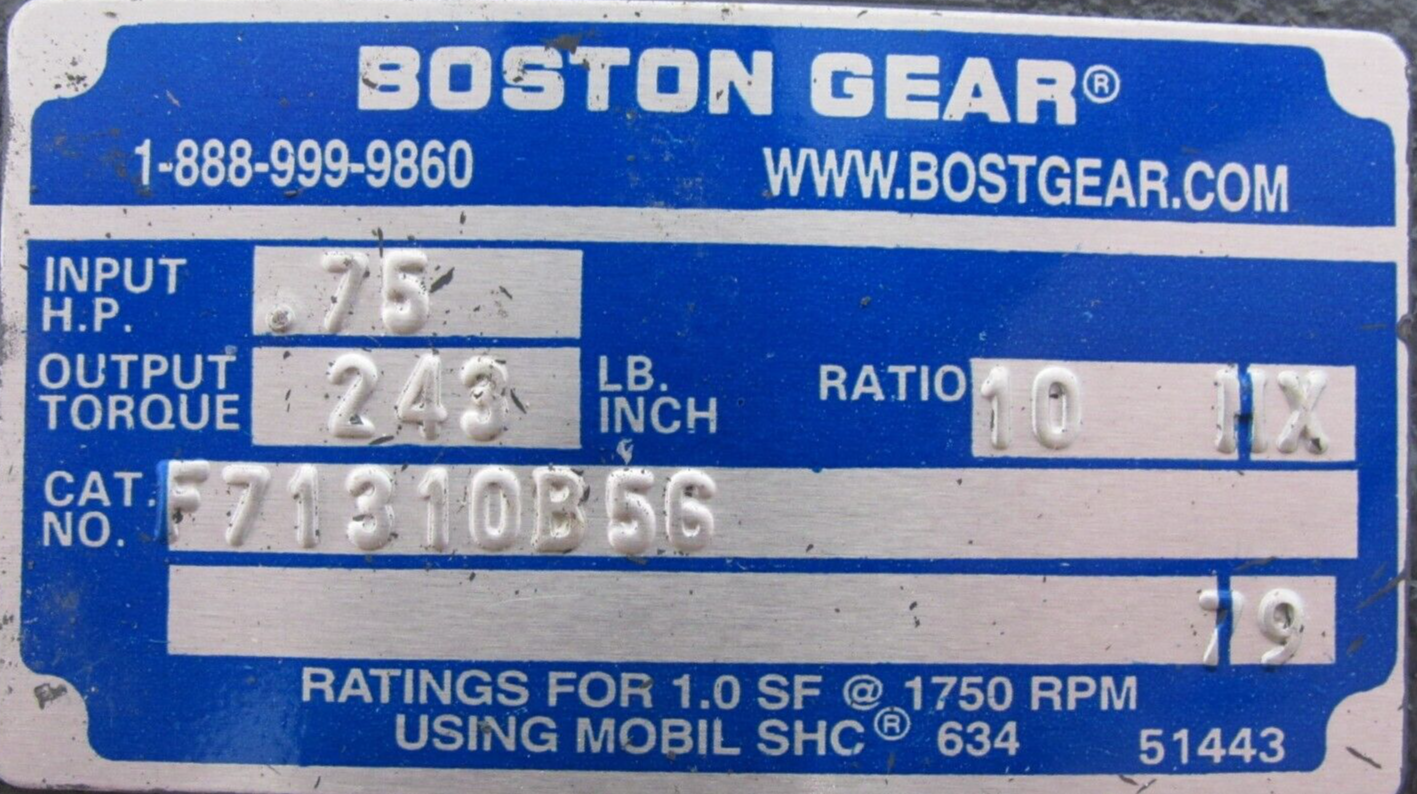 BOSTON GEAR®
1-888-999-9860 WWW.BOSTGEAR.COM
INPUT H.P. .75
OUTPUT TORQUE 243 LB. INCH RATIO 10 HX
CAT. NO. F71310B56
79
RATINGS FOR 1.0 SF @ 1750 RPM
USING MOBIL SHC® 634 51443